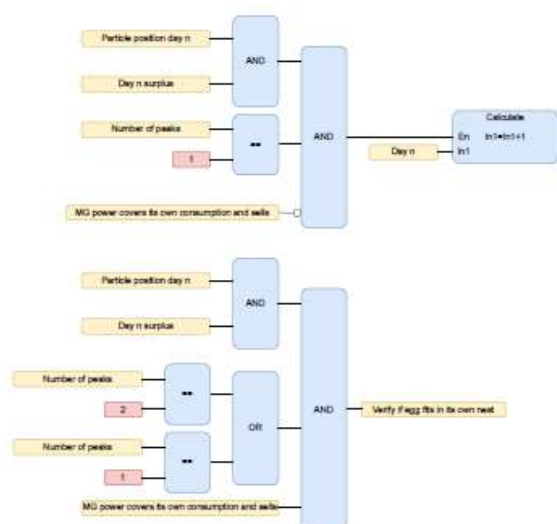 Particle position day n
AND
Day n surplus
Number of peaks
==
1
AND
MG power covers its own consumption and sells
Calculate
En In1=In1+1
Day n
In1
Particle position day n
AND
Day n surplus
Number of peaks
==
2
OR
Number of peaks
==
1
AND
Verify if egg fits in its own nest
MG power covers its own consumption and sells